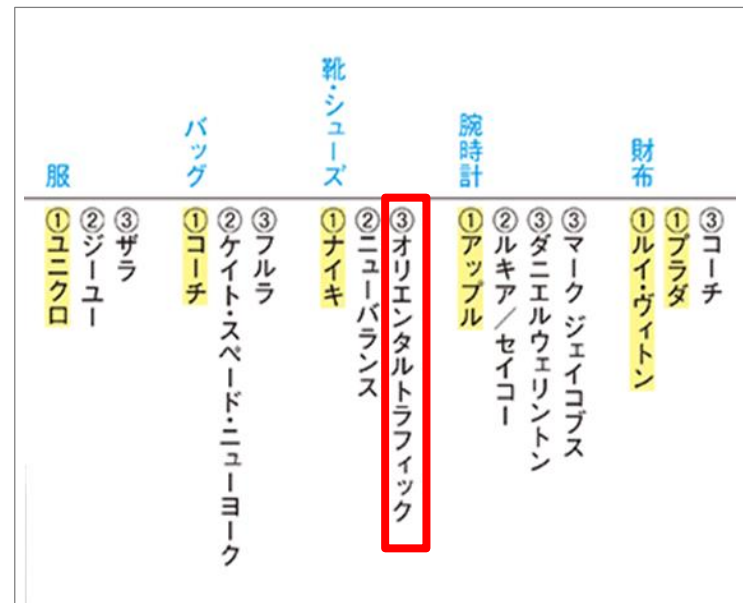 服
①ユニクロ
②ジーユー
③ザラ
バッグ
①コーチ
②ケイト・スペード・ニューヨーク
③フルラ
靴・シューズ
①ナイキ
②ニューバランス
③オリエンタルトラフィック
腕時計
①アップル
②ルキア／セイコー
③ダニエルウェリントン
③マーク ジェイコブス
財布
①ルイ・ヴィトン
①プラダ
③コーチ